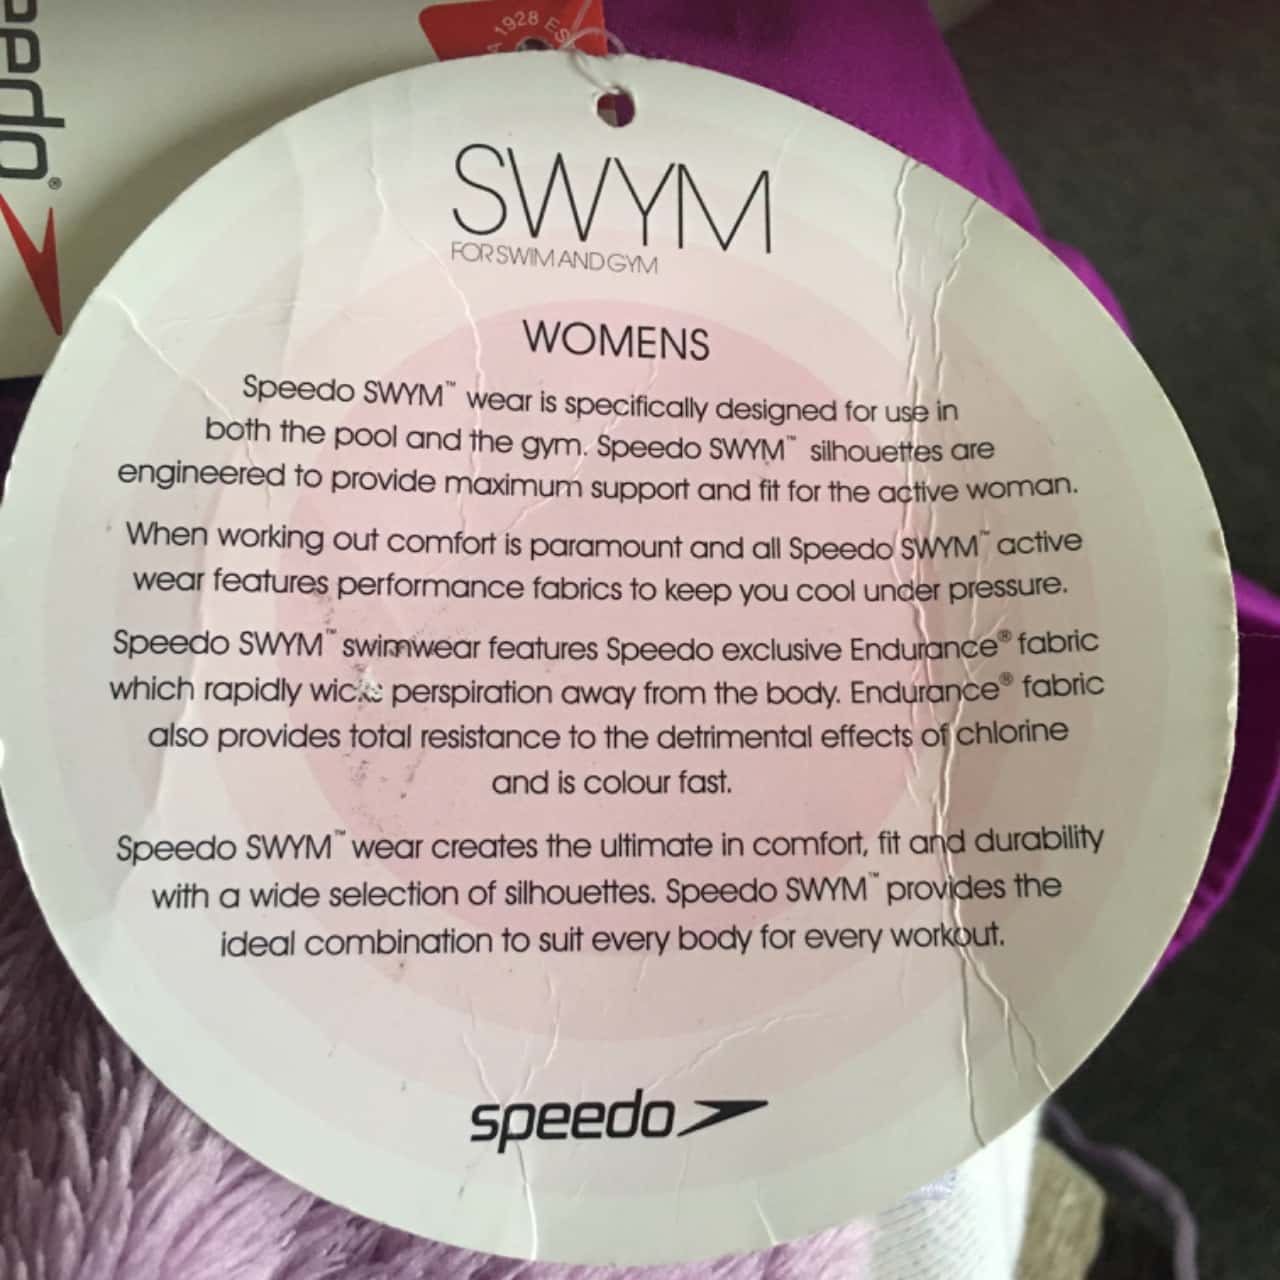 eedo®
1928 ES
SWYM
FOR SWIM AND GYM
WOMENS
Speedo SWYM™ wear is specifically designed for use in
both the pool and the gym. Speedo SWYM™ silhouettes are
engineered to provide maximum support and fit for the active woman.
When working out comfort is paramount and all Speedo SWYM™ active
wear features performance fabrics to keep you cool under pressure.
Speedo SWYM™ swimwear features Speedo exclusive Endurance® fabric
which rapidly wicks perspiration away from the body. Endurance® fabric
also provides total resistance to the detrimental effects of chlorine
and is colour fast.
Speedo SWYM™ wear creates the ultimate in comfort, fit and durability
with a wide selection of silhouettes. Speedo SWYM™ provides the
ideal combination to suit every body for every workout.
speedo